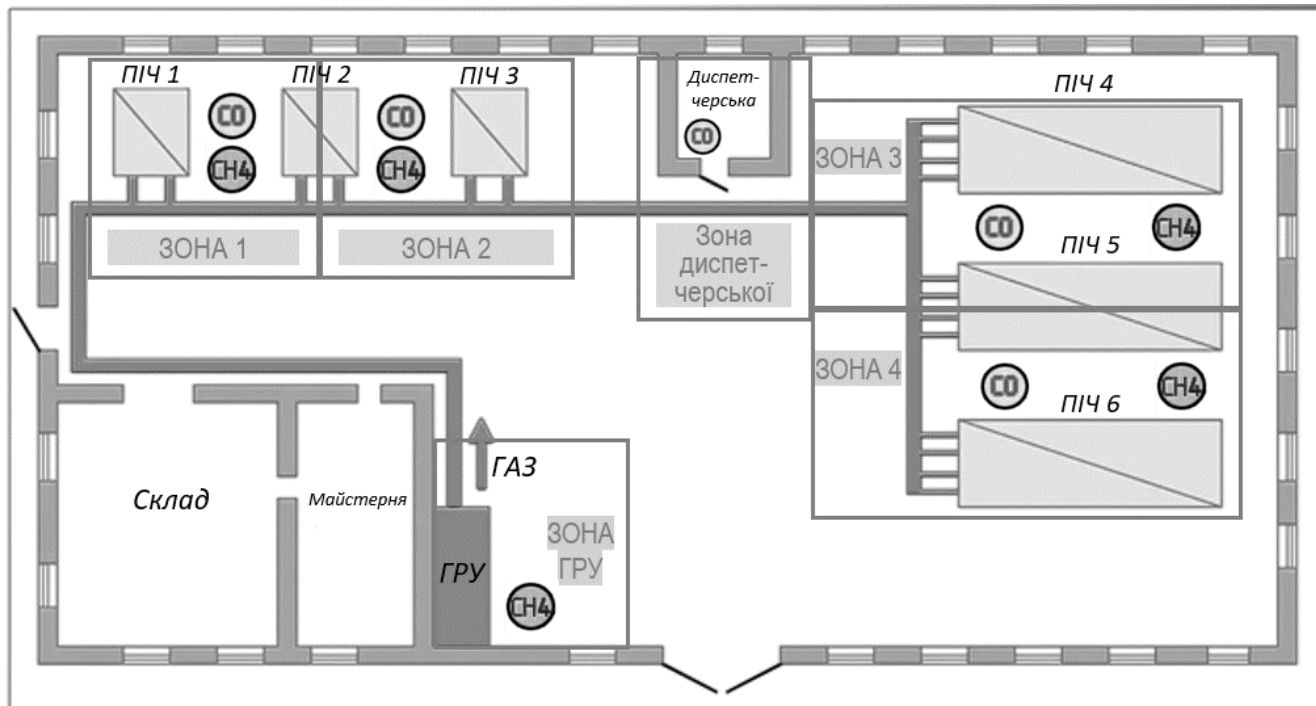 ПІЧ 1
ПІЧ 2
ПІЧ 3
Диспет-
черська
ПІЧ 4
CO
CO
CO
CH4
CH4
ЗОНА 3
ЗОНА 1
ЗОНА 2
Зона
диспет-
черської
CO
CH4
ПІЧ 5
ЗОНА 4
CO
CH4
ПІЧ 6
ГАЗ
Склад
Майстерня
ЗОНА
ГРУ
ГРУ
CH4